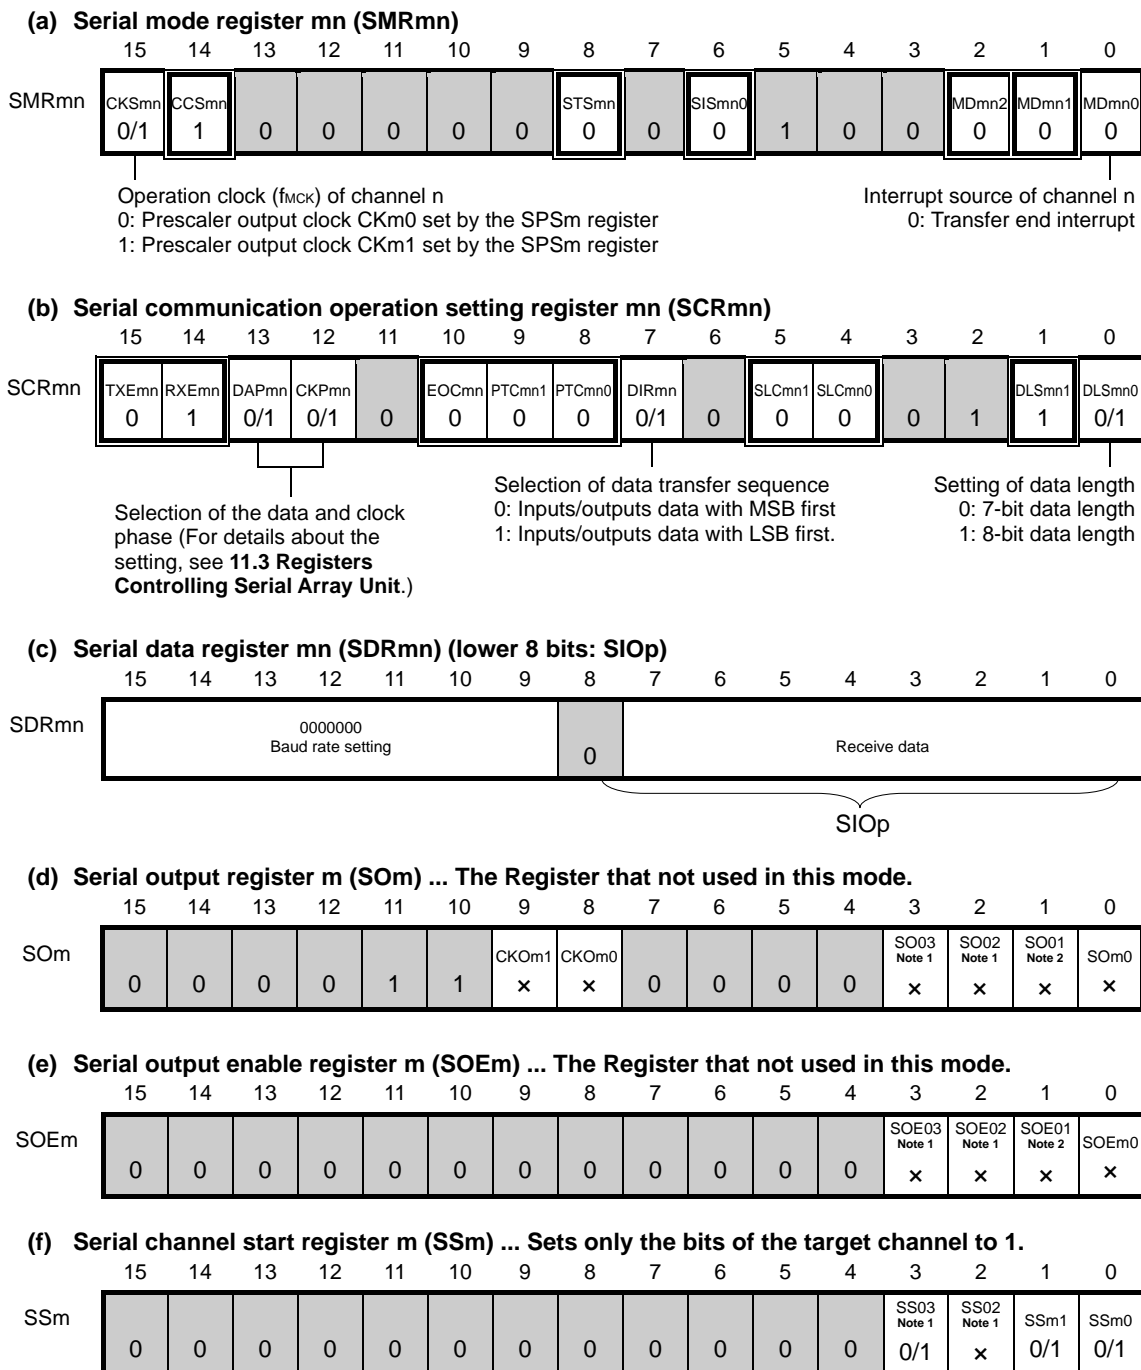 (a) Serial mode register mn (SMRmn)
15 14 13 12 11 10 9 8 7 6 5 4 3 2 1 0
SMRmn CKSmn CCSmn STSmn SISmn0 MDmn2 MDmn1 MDmn0
0/1 1 0 0 0 0 0 0 0 0 1 0 0 0 0 0
Operation clock (fMCK) of channel n
0: Prescaler output clock CKm0 set by the SPSm register
1: Prescaler output clock CKm1 set by the SPSm register
Interrupt source of channel n
0: Transfer end interrupt
(b) Serial communication operation setting register mn (SCRmn)
15 14 13 12 11 10 9 8 7 6 5 4 3 2 1 0
SCRmn TXEmn RXEmn DAPmn CKPmn EOCmn PTCmn1 PTCmn0 DIRmn SLCmn1 SLCmn0 DLSmn1 DLSmn0
0 1 0/1 0/1 0 0 0 0 0/1 0 0 0 0 1 1 0/1
Selection of the data and clock
phase (For details about the
setting, see 11.3 Registers
Controlling Serial Array Unit.)
Selection of data transfer sequence
0: Inputs/outputs data with MSB first
1: Inputs/outputs data with LSB first.
Setting of data length
0: 7-bit data length
1: 8-bit data length
(c) Serial data register mn (SDRmn) (lower 8 bits: SIOp)
15 14 13 12 11 10 9 8 7 6 5 4 3 2 1 0
SDRmn
0000000
Baud rate setting
0
Receive data
SIOp
(d) Serial output register m (SOm) ... The Register that not used in this mode.
15 14 13 12 11 10 9 8 7 6 5 4 3 2 1 0
SOm CKOm1 CKOm0 SO03 SO02 SO01 SOm0
Note 1 Note 1 Note 2
0 0 0 0 1 1 × × 0 0 0 0 × × × ×
(e) Serial output enable register m (SOEm) ... The Register that not used in this mode.
15 14 13 12 11 10 9 8 7 6 5 4 3 2 1 0
SOEm SOE03 SOE02 SOE01 SOEm0
Note 1 Note 1 Note 2
0 0 0 0 0 0 0 0 0 0 0 0 × × × ×
(f) Serial channel start register m (SSm) ... Sets only the bits of the target channel to 1.
15 14 13 12 11 10 9 8 7 6 5 4 3 2 1 0
SSm SS03 SS02 SSm1 SSm0
Note 1 Note 1
0 0 0 0 0 0 0 0 0 0 0 0 0/1 × 0/1 0/1